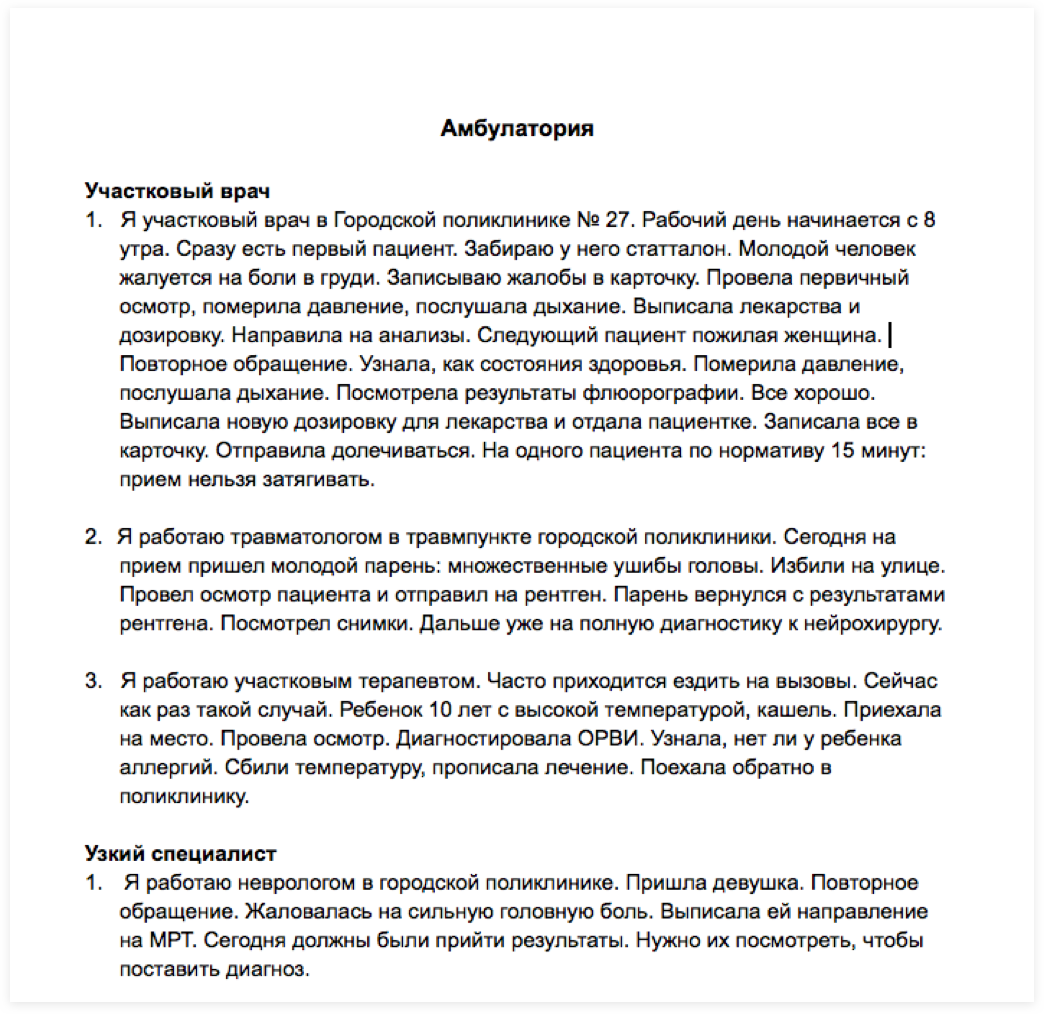 Амбулатория
Участковый врач
1. Я участковый врач в Городской поликлинике № 27. Рабочий день начинается с 8
утра. Сразу есть первый пациент. Забираю у него статталон. Молодой человек
жалуется на боли в груди. Записываю жалобы в карточку. Провела первичный
осмотр, померила давление, послушала дыхание. Выписала лекарства и
дозировку. Направила на анализы. Следующий пациент пожилая женщина.
Повторное обращение. Узнала, как состояния здоровья. Померила давление,
послушала дыхание. Посмотрела результаты флюорографии. Все хорошо.
Выписала новую дозировку для лекарства и отдала пациентке. Записала все в
карточку. Отправила долечиваться. На одного пациента по нормативу 15 минут:
прием нельзя затягивать.
2. Я работаю травматологом в травмпункте городской поликлиники. Сегодня на
прием пришел молодой парень: множественные ушибы головы. Избили на улице.
Провел осмотр пациента и отправил на рентген. Парень вернулся с результатами
рентгена. Посмотрел снимки. Дальше уже на полную диагностику к нейрохирургу.
3. Я работаю участковым терапевтом. Часто приходится ездить на вызовы. Сейчас
как раз такой случай. Ребенок 10 лет с высокой температурой, кашель. Приехала
на место. Провела осмотр. Диагностировала ОРВИ. Узнала, нет ли у ребенка
аллергий. Сбили температуру, прописала лечение. Поехала обратно в
поликлинику.
Узкий специалист
1. Я работаю неврологом в городской поликлинике. Пришла девушка. Повторное
обращение. Жаловалась на сильную головную боль. Выписала ей направление
на МРТ. Сегодня должны были прийти результаты. Нужно их посмотреть, чтобы
поставить диагноз.